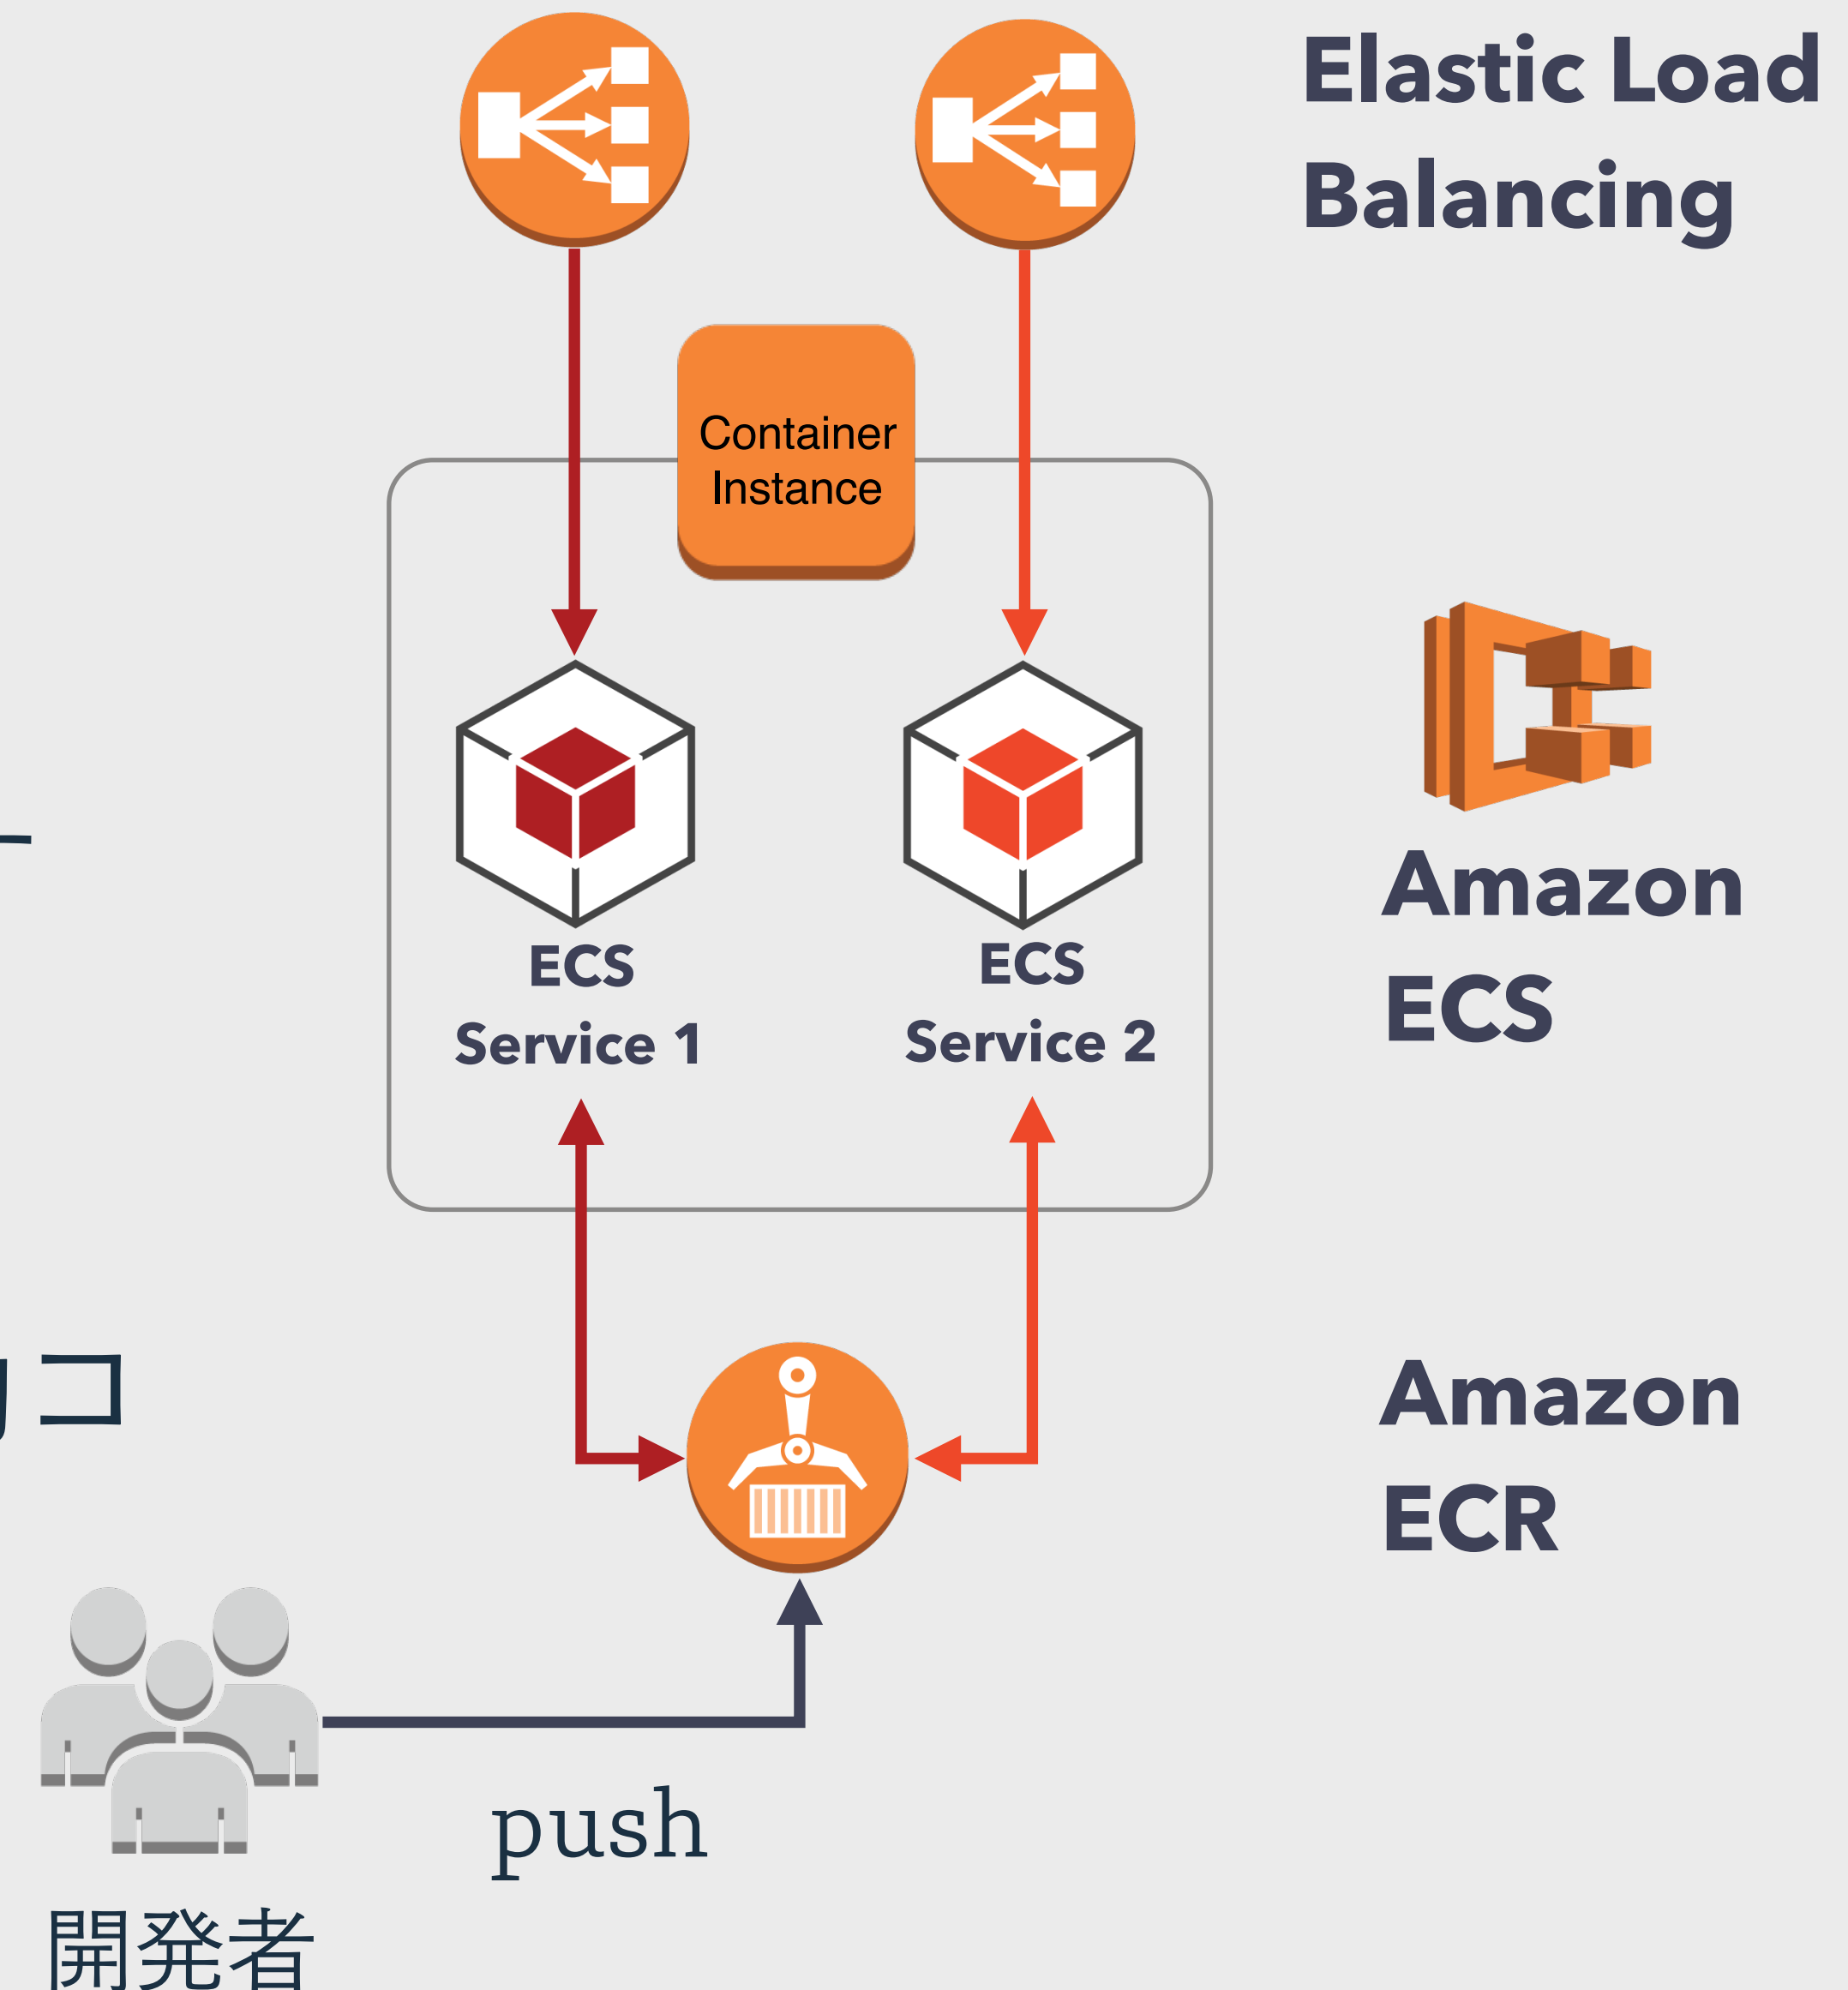 Elastic Load
Balancing
Container
Instance
ECS
Service 1
ECS
Service 2
Amazon
ECS
コ
Amazon
ECR
push
開発者